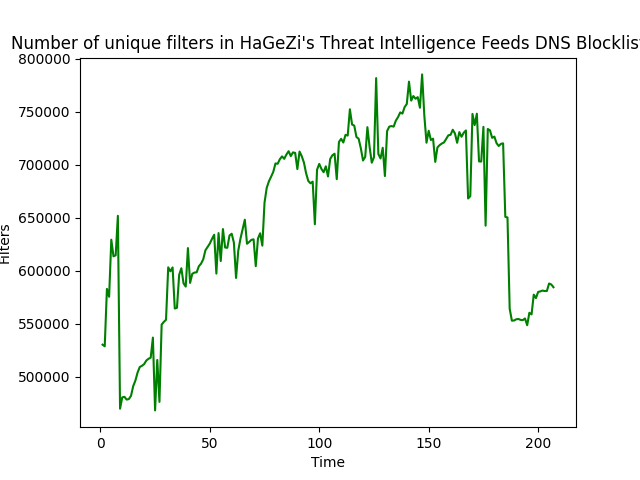 Number of unique filters in HaGeZi's Threat Intelligence Feeds DNS Blocklis
800000
750000
700000
650000
600000
550000
500000
Filters
0 50 100 150 200
Time